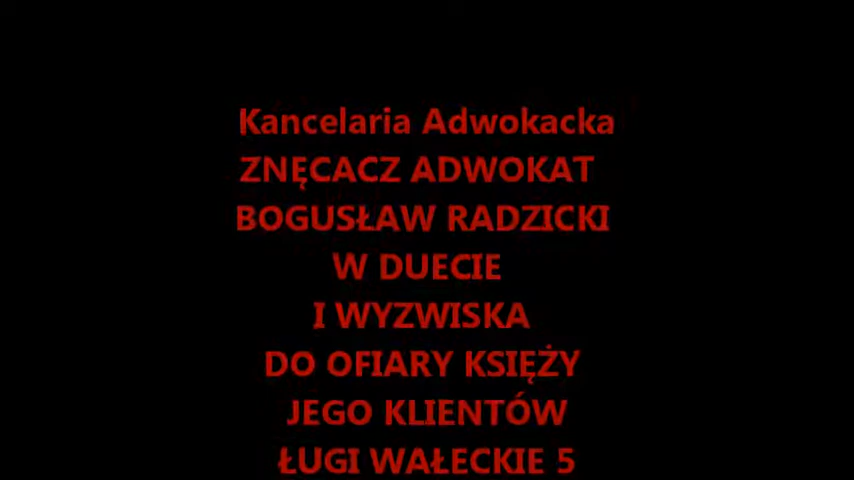 Kancelaria Adwokacka
ZNĘCACZ ADWOKAT
BOGUSŁAW RADZICKI
W DUECIE
I WYZWISKA
DO OFIARY KSIĘŻY
JEGO KLIENTÓW
ŁUGI WAŁECKIE 5